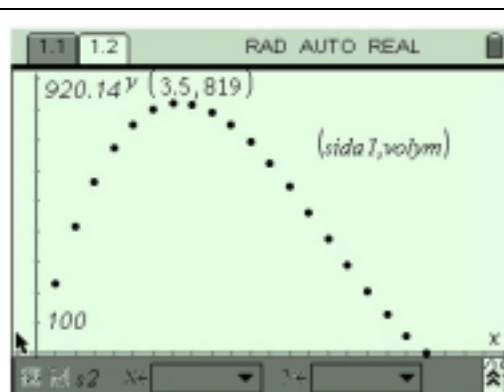 1.1 1.2 RAD AUTO REAL
920.14 y (3.5, 819)
(sida1,volym)
100
x
s2 X← Y←